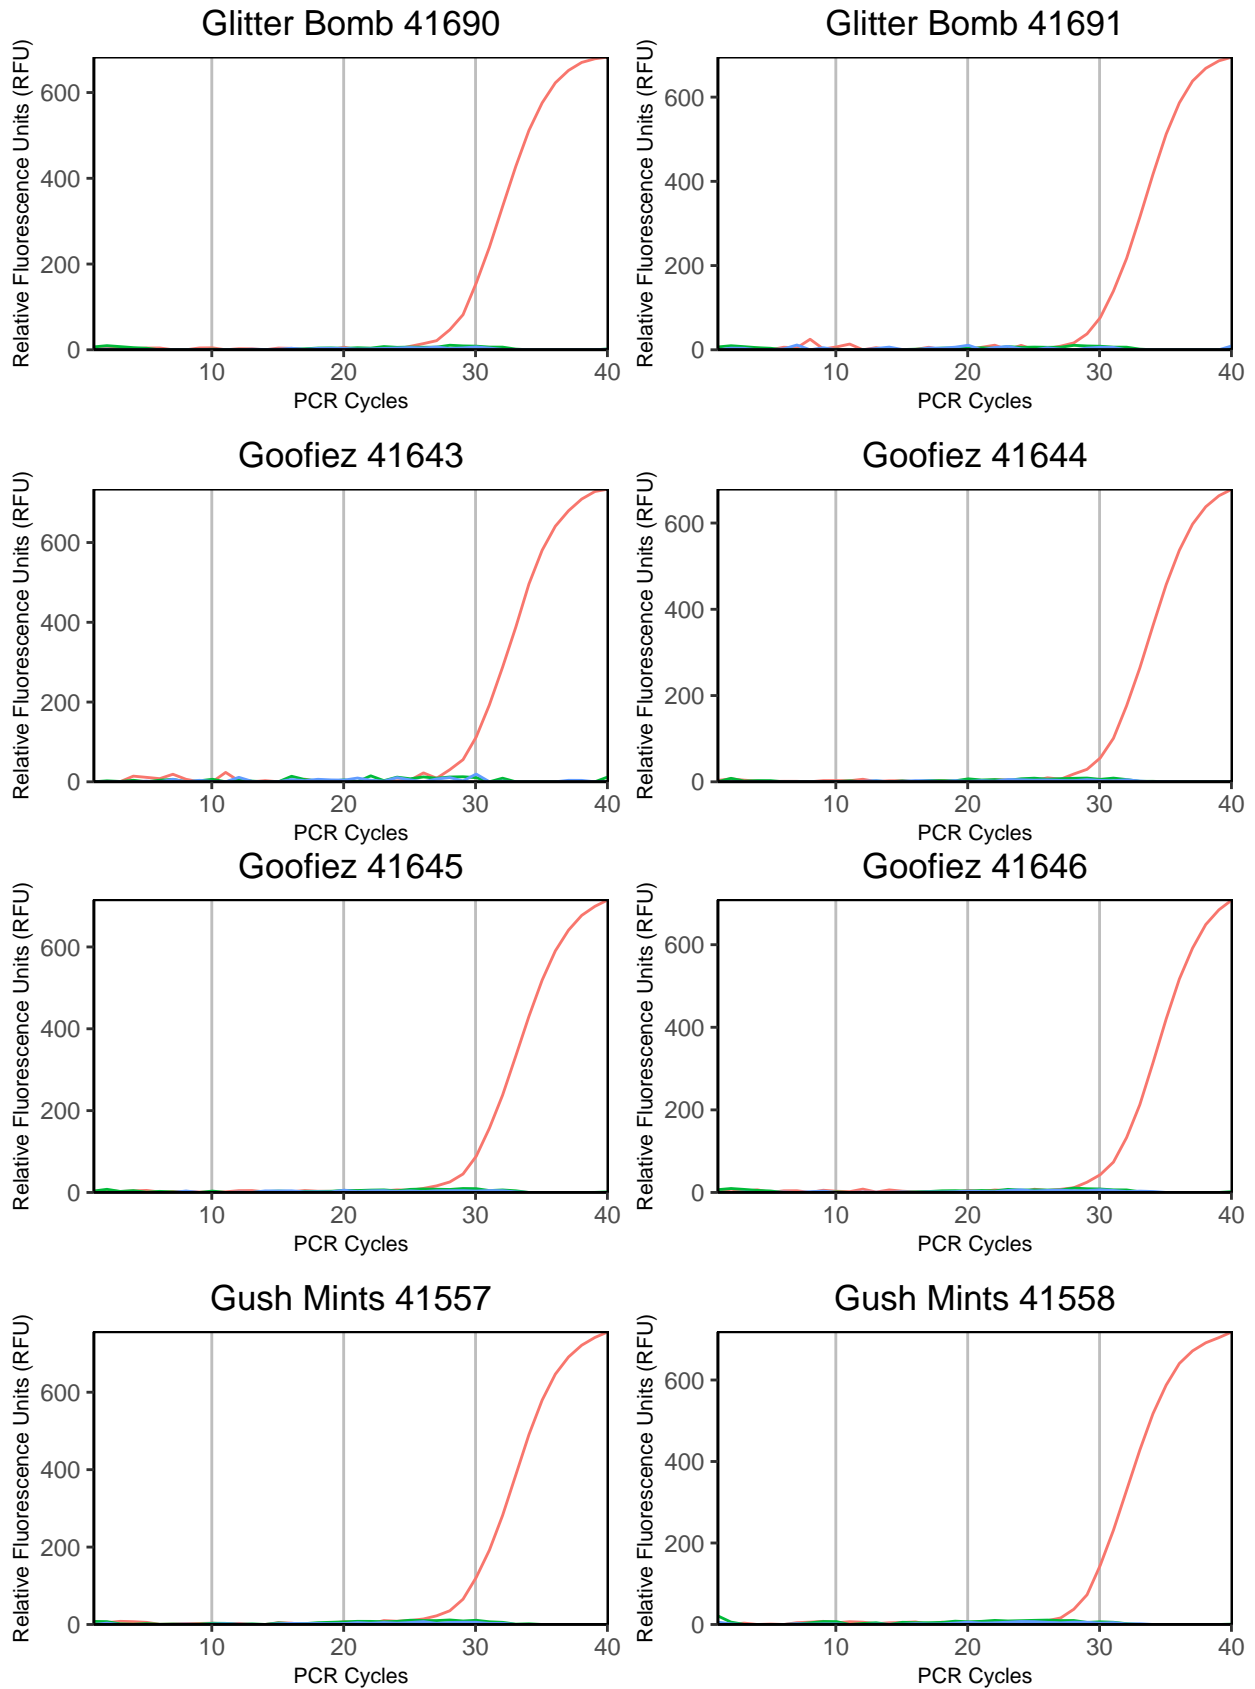 Glitter Bomb 41690
Relative Fluorescence Units (RFU)
600
400
200
0
10 20 30 40
PCR Cycles
Glitter Bomb 41691
Relative Fluorescence Units (RFU)
600
400
200
0
10 20 30 40
PCR Cycles
Goofiez 41643
Relative Fluorescence Units (RFU)
600
400
200
0
10 20 30 40
PCR Cycles
Goofiez 41644
Relative Fluorescence Units (RFU)
600
400
200
0
10 20 30 40
PCR Cycles
Goofiez 41645
Relative Fluorescence Units (RFU)
600
400
200
0
10 20 30 40
PCR Cycles
Goofiez 41646
Relative Fluorescence Units (RFU)
600
400
200
0
10 20 30 40
PCR Cycles
Gush Mints 41557
Relative Fluorescence Units (RFU)
600
400
200
0
10 20 30 40
PCR Cycles
Gush Mints 41558
Relative Fluorescence Units (RFU)
600
400
200
0
10 20 30 40
PCR Cycles